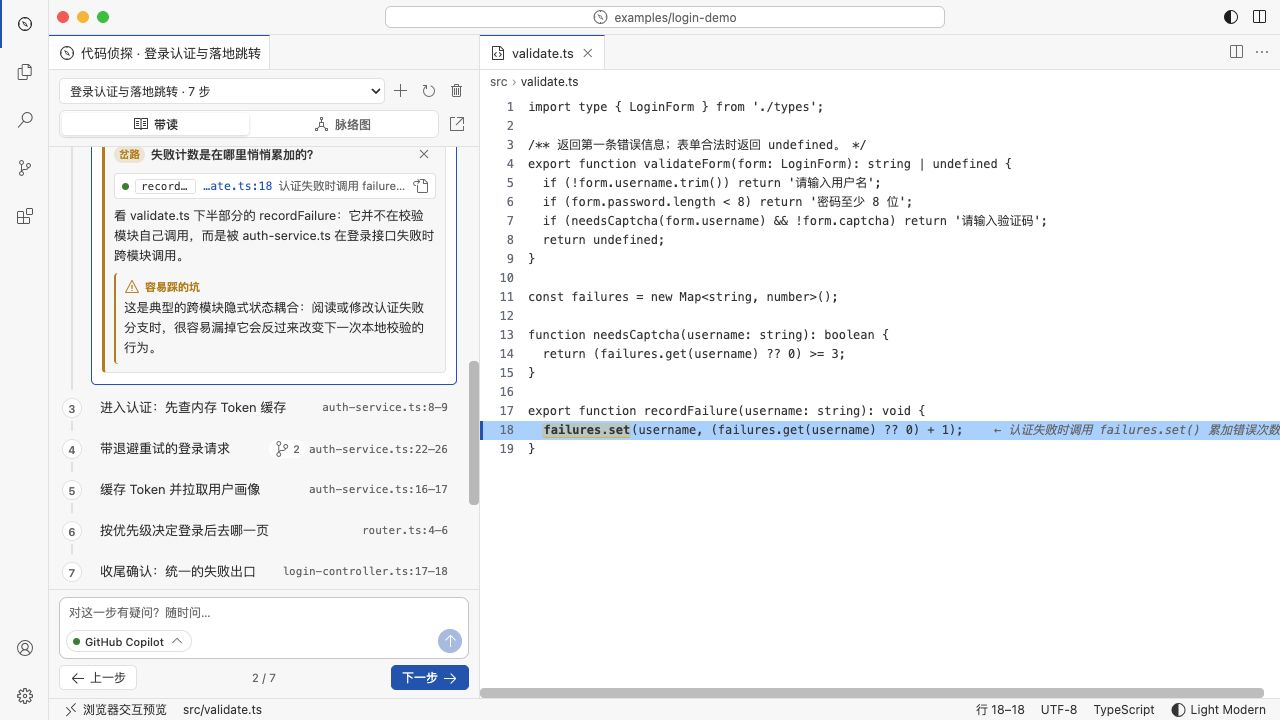 examples/login-demo
代码侦探 · 登录认证与落地跳转
登录认证与落地跳转 · 7 步
带读
脉络图
岔路 失败计数是在哪里悄悄累加的?
record… …ate.ts:18 认证失败时调用 failure…
看 validate.ts 下半部分的 recordFailure：它并不在校验
模块自己调用，而是被 auth-service.ts 在登录接口失败时
跨模块调用。
容易踩的坑
这是典型的跨模块隐式状态耦合：阅读或修改认证失败
分支时，很容易漏掉它会反过来改变下一次本地校验的
行为。
3 进入认证：先查内存 Token 缓存 auth-service.ts:8–9
4 带退避重试的登录请求 2 auth-service.ts:22–26
5 缓存 Token 并拉取用户画像 auth-service.ts:16–17
6 按优先级决定登录后去哪一页 router.ts:4–6
7 收尾确认：统一的失败出口 login-controller.ts:17–18
对这一步有疑问？随时问…
GitHub Copilot
← 上一步
2 / 7
下一步 →
validate.ts
src › validate.ts
1 import type { LoginForm } from './types';
2
3 /** 返回第一条错误信息；表单合法时返回 undefined。 */
4 export function validateForm(form: LoginForm): string | undefined {
5 if (!form.username.trim()) return '请输入用户名';
6 if (form.password.length < 8) return '密码至少 8 位';
7 if (needsCaptcha(form.username) && !form.captcha) return '请输入验证码';
8 return undefined;
9 }
10
11 const failures = new Map<string, number>();
12
13 function needsCaptcha(username: string): boolean {
14 return (failures.get(username) ?? 0) >= 3;
15 }
16
17 export function recordFailure(username: string): void {
18 failures.set(username, (failures.get(username) ?? 0) + 1); ← 认证失败时调用 failures.set() 累加错误次数
19 }
浏览器交互预览
src/validate.ts
行 18–18
UTF-8
TypeScript
Light Modern